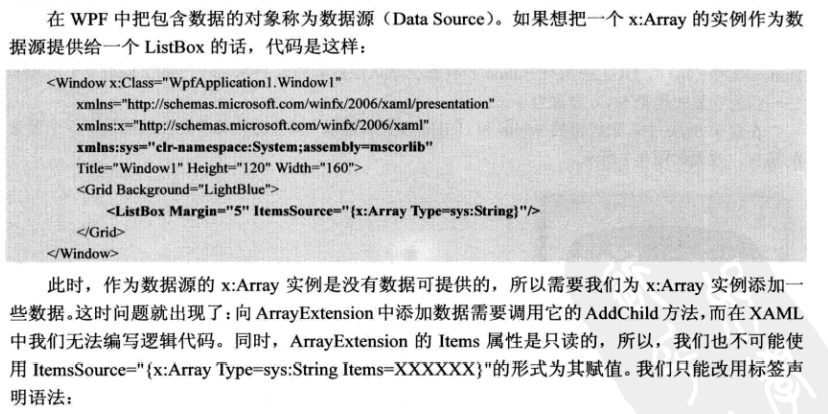 在 WPF 中把包含数据的对象称为数据源（Data Source）。如果想把一个 x:Array 的实例作为数
据源提供给一个 ListBox 的话，代码是这样：
<Window x:Class="WpfApplication1.Window1"
xmlns="http://schemas.microsoft.com/winfx/2006/xaml/presentation"
xmlns:x="http://schemas.microsoft.com/winfx/2006/xaml"
xmlns:sys="clr-namespace:System;assembly=mscorlib"
Title="Window1" Height="120" Width="160">
<Grid Background="LightBlue">
<ListBox Margin="5" ItemsSource="{x:Array Type=sys:String}"/>
</Grid>
</Window>
此时，作为数据源的 x:Array 实例是没有数据可提供的，所以需要我们为 x:Array 实例添加一
些数据。这时问题就出现了：向 ArrayExtension 中添加数据需要调用它的 AddChild 方法，而在 XAML
中我们无法编写逻辑代码。同时，ArrayExtension 的 Items 属性是只读的，所以，我们也不可能使
用 ItemsSource="{x:Array Type=sys:String Items=XXXXXX}"的形式为其赋值。我们只能改用标签声
明语法：